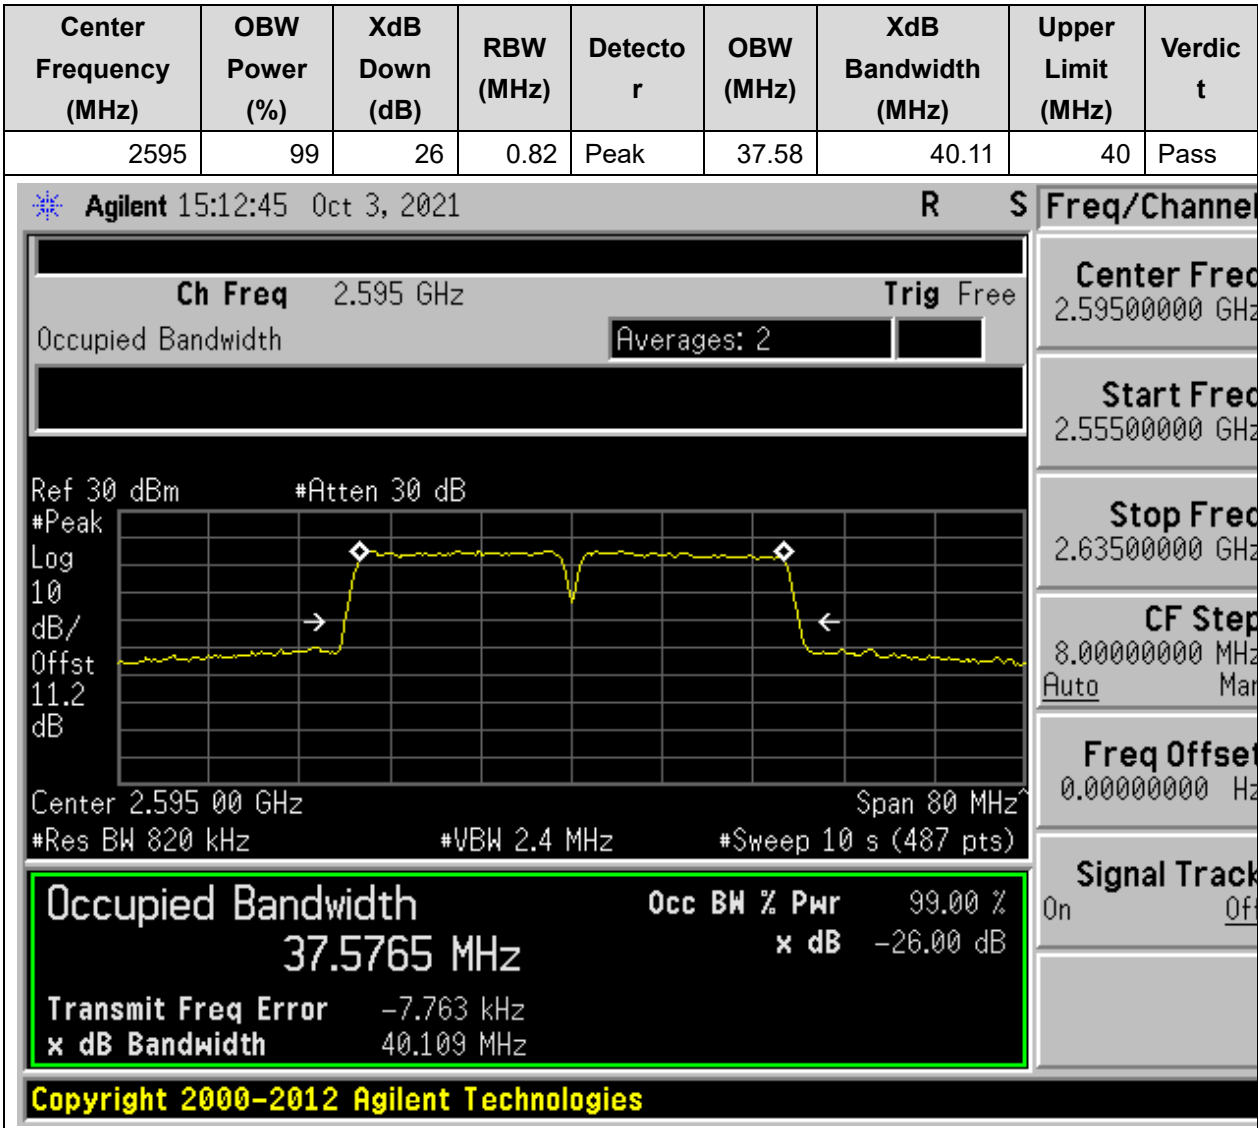 Center Frequency (MHz) OBW Power (%) XdB Down (dB) RBW (MHz) Detector OBW (MHz) XdB Bandwidth (MHz) Upper Limit (MHz) Verdict
2595 99 26 0.82 Peak 37.58 40.11 40 Pass
Agilent 15:12:45 Oct 3, 2021 R S Freq/Channel
Ch Freq 2.595 GHz Trig Free
Occupied Bandwidth Averages: 2
Center Freq
2.59500000 GHz
Start Freq
2.55500000 GHz
Stop Freq
2.63500000 GHz
CF Step
8.00000000 MHz
Auto Man
Freq Offset
0.00000000 Hz
Signal Track
On Off
Ref 30 dBm #Atten 30 dB
#Peak
Log
10
dB/
Offst
11.2
dB
Center 2.595 00 GHz Span 80 MHz^
#Res BW 820 kHz #VBW 2.4 MHz #Sweep 10 s (487 pts)
Occupied Bandwidth Occ BW % Pwr 99.00 %
37.5765 MHz x dB -26.00 dB
Transmit Freq Error -7.763 kHz
x dB Bandwidth 40.109 MHz
Copyright 2000-2012 Agilent Technologies